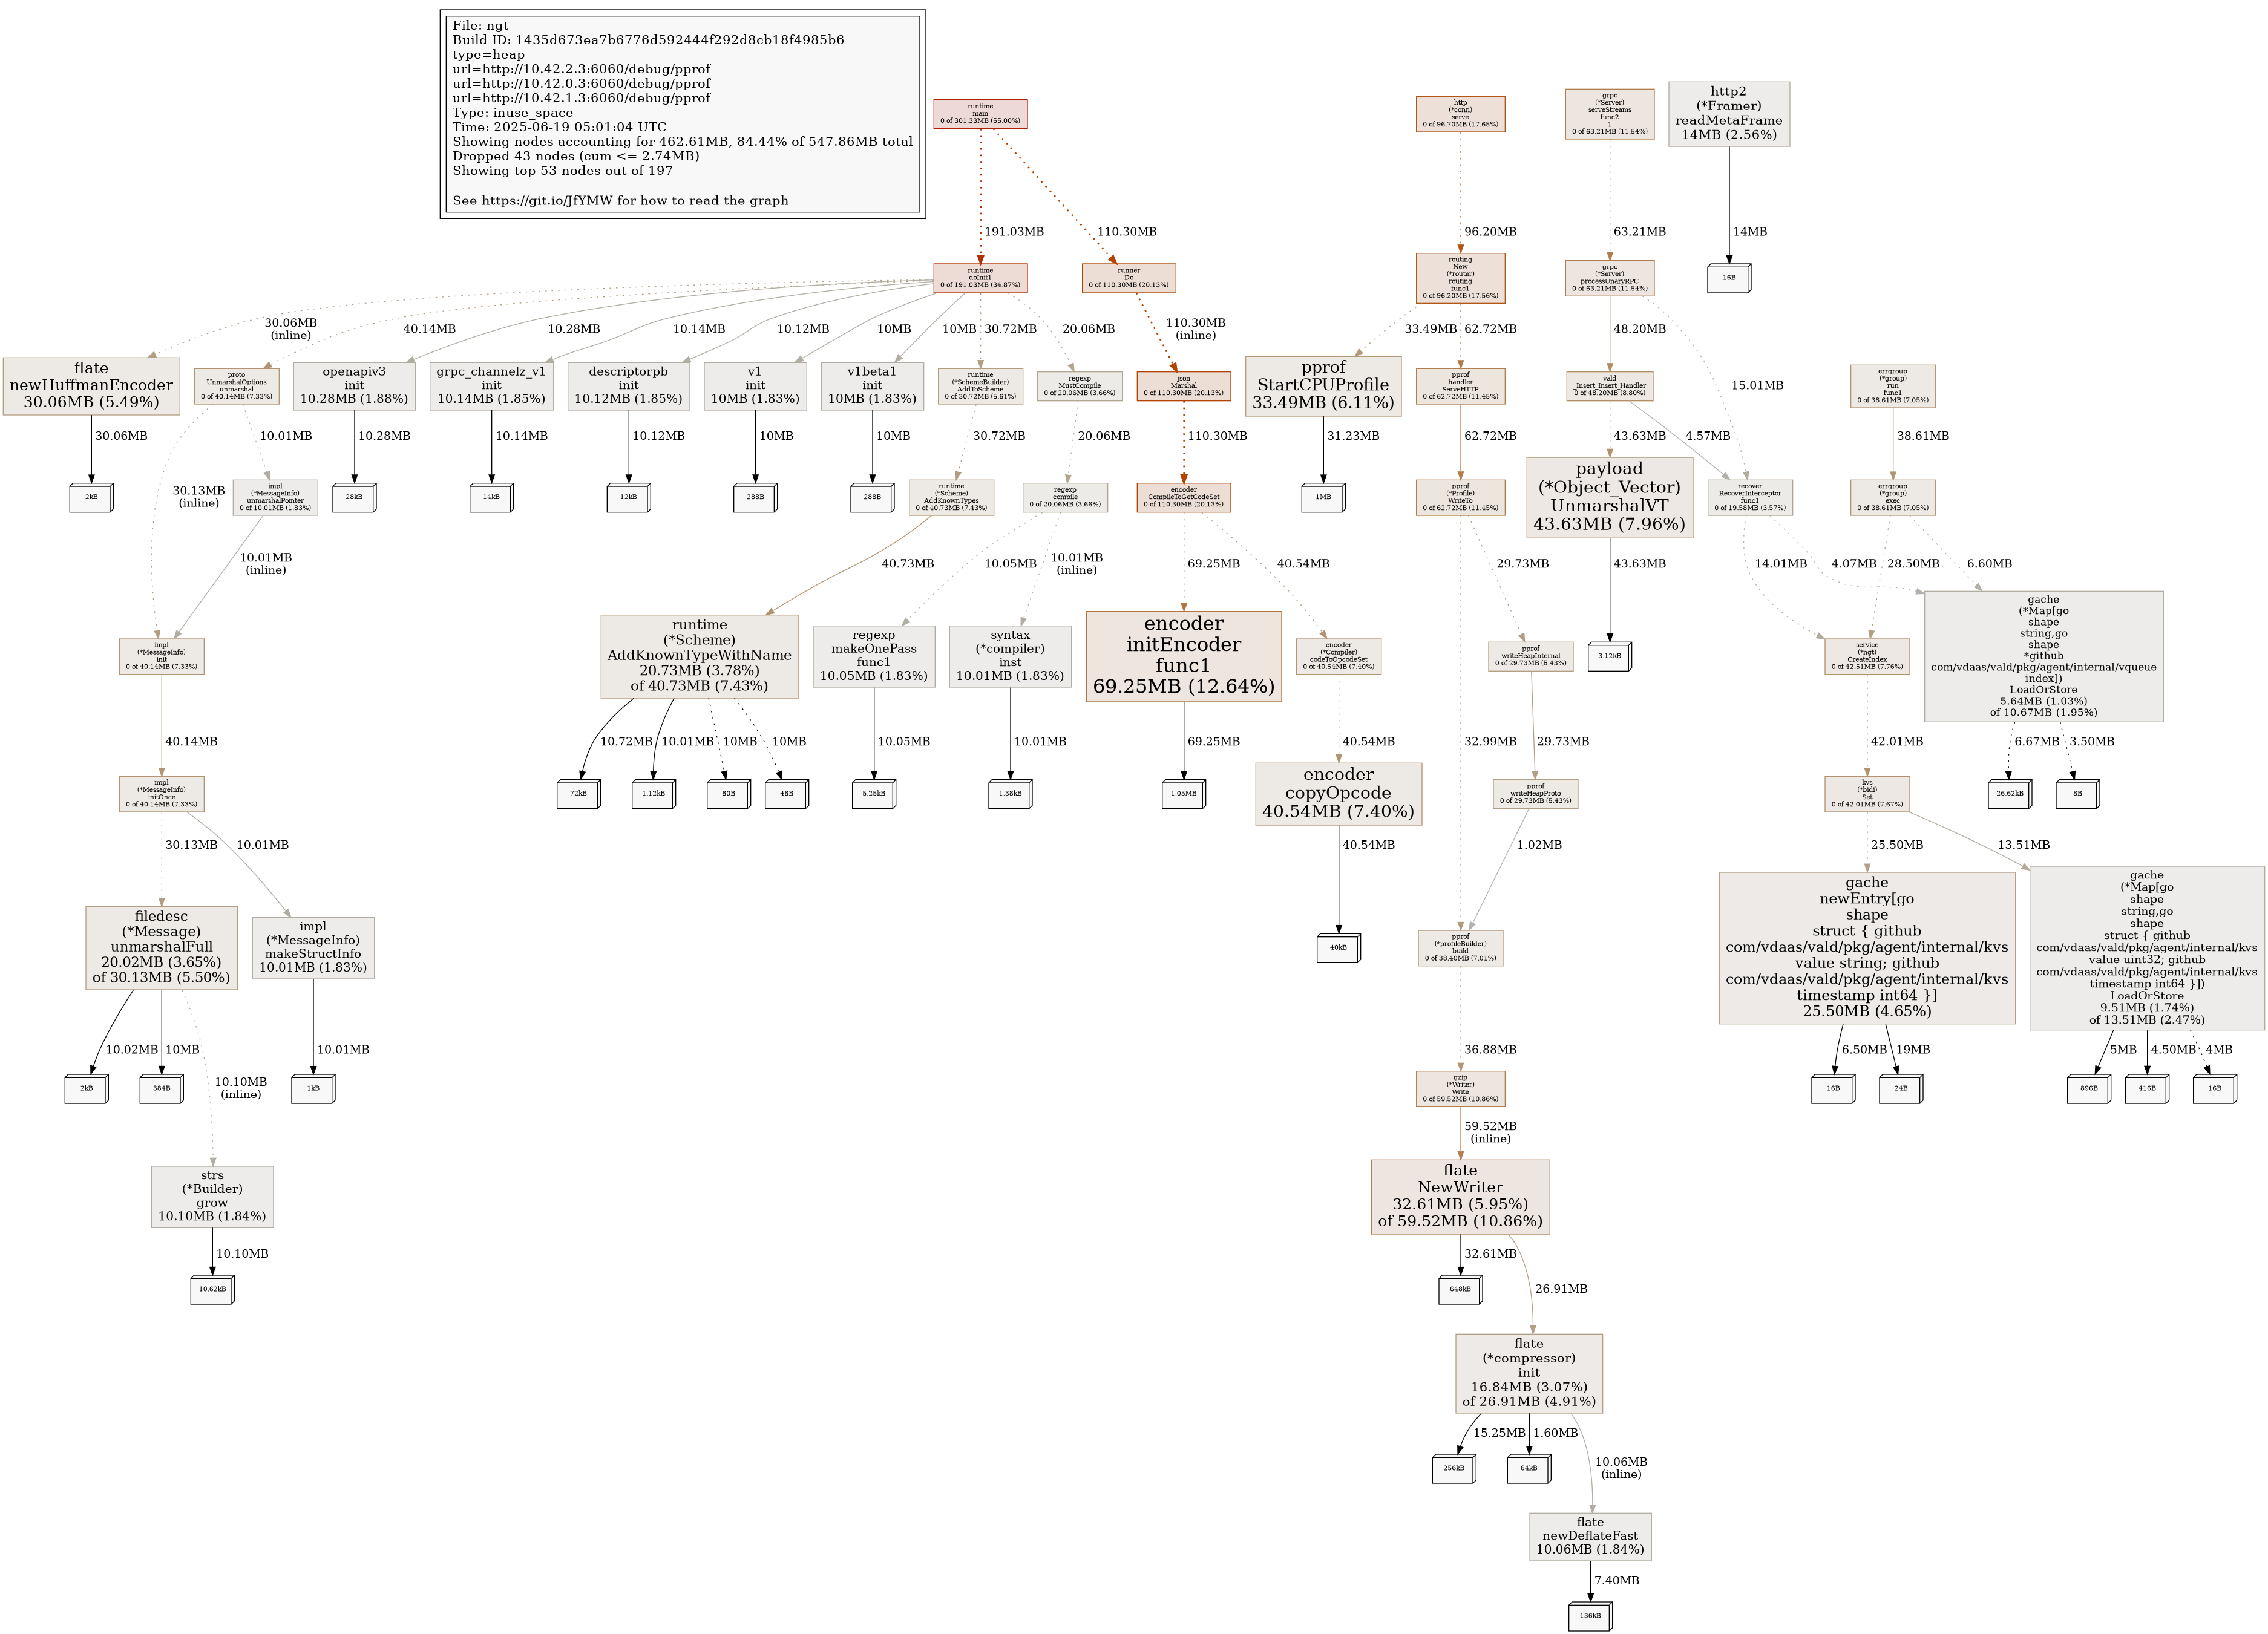 File: ngt
Build ID: 1435d673ea7b6776d592444f292d8cb18f4985b6
type=heap
url=http://10.42.2.3:6060/debug/pprof
url=http://10.42.0.3:6060/debug/pprof
url=http://10.42.1.3:6060/debug/pprof
Type: inuse_space
Time: 2025-06-19 05:01:04 UTC
Showing nodes accounting for 462.61MB, 84.44% of 547.86MB total
Dropped 43 nodes (cum <= 2.74MB)
Showing top 53 nodes out of 197
See https://git.io/JfYMW for how to read the graph
runtime
main
0 of 301.33MB (55.00%)
http
(*conn)
serve
0 of 96.70MB (17.65%)
grpc
(*Server)
serveStreams
func2
1
0 of 63.21MB (11.54%)
http2
(*Framer)
readMetaFrame
14MB (2.56%)
191.03MB
110.30MB
96.20MB
63.21MB
14MB
runtime
doInit1
0 of 191.03MB (34.87%)
runner
Do
0 of 110.30MB (20.13%)
routing
New
(*router)
routing
func1
0 of 96.20MB (17.56%)
grpc
(*Server)
processUnaryRPC
0 of 63.21MB (11.54%)
16B
30.06MB
(inline)
40.14MB
10.28MB
10.14MB
10.12MB
10MB
10MB
30.72MB
20.06MB
110.30MB
(inline)
33.49MB
62.72MB
48.20MB
15.01MB
flate
newHuffmanEncoder
30.06MB (5.49%)
proto
UnmarshalOptions
unmarshal
0 of 40.14MB (7.33%)
openapiv3
init
10.28MB (1.88%)
grpc_channelz_v1
init
10.14MB (1.85%)
descriptorpb
init
10.12MB (1.85%)
v1
init
10MB (1.83%)
v1beta1
init
10MB (1.83%)
runtime
(*SchemeBuilder)
AddToScheme
0 of 30.72MB (5.61%)
regexp
MustCompile
0 of 20.06MB (3.66%)
json
Marshal
0 of 110.30MB (20.13%)
pprof
StartCPUProfile
33.49MB (6.11%)
pprof
handler
ServeHTTP
0 of 62.72MB (11.45%)
vald
_Insert_Insert_Handler
0 of 48.20MB (8.80%)
errgroup
(*group)
run
func1
0 of 38.61MB (7.05%)
30.06MB
30.13MB
(inline)
10.01MB
10.28MB
10.14MB
10.12MB
10MB
10MB
30.72MB
20.06MB
110.30MB
31.23MB
62.72MB
43.63MB
4.57MB
38.61MB
2kB
impl
(*MessageInfo)
unmarshalPointer
0 of 10.01MB (1.83%)
28kB
14kB
12kB
288B
288B
runtime
(*Scheme)
AddKnownTypes
0 of 40.73MB (7.43%)
regexp
compile
0 of 20.06MB (3.66%)
encoder
CompileToGetCodeSet
0 of 110.30MB (20.13%)
1MB
pprof
(*Profile)
WriteTo
0 of 62.72MB (11.45%)
payload
(*Object_Vector)
UnmarshalVT
43.63MB (7.96%)
recover
RecoverInterceptor
func1
0 of 19.58MB (3.57%)
errgroup
(*group)
exec
0 of 38.61MB (7.05%)
10.01MB
(inline)
40.73MB
10.05MB
10.01MB
(inline)
69.25MB
40.54MB
29.73MB
43.63MB
14.01MB
4.07MB
28.50MB
6.60MB
impl
(*MessageInfo)
init
0 of 40.14MB (7.33%)
runtime
(*Scheme)
AddKnownTypeWithName
20.73MB (3.78%)
of 40.73MB (7.43%)
regexp
makeOnePass
func1
10.05MB (1.83%)
syntax
(*compiler)
inst
10.01MB (1.83%)
encoder
initEncoder
func1
69.25MB (12.64%)
encoder
(*Compiler)
codeToOpcodeSet
0 of 40.54MB (7.40%)
pprof
writeHeapInternal
0 of 29.73MB (5.43%)
3.12kB
service
(*ngt)
CreateIndex
0 of 42.51MB (7.76%)
gache
(*Map[go
shape
string,go
shape
*github
com/vdaas/vald/pkg/agent/internal/vqueue
index])
LoadOrStore
5.64MB (1.03%)
of 10.67MB (1.95%)
40.14MB
10.72MB
10.01MB
10MB
10MB
10.05MB
10.01MB
69.25MB
40.54MB
32.99MB
29.73MB
42.01MB
6.67MB
3.50MB
impl
(*MessageInfo)
initOnce
0 of 40.14MB (7.33%)
72kB
1.12kB
80B
48B
5.25kB
1.38kB
1.05MB
encoder
copyOpcode
40.54MB (7.40%)
pprof
writeHeapProto
0 of 29.73MB (5.43%)
kvs
(*bidi)
Set
0 of 42.01MB (7.67%)
26.62kB
8B
30.13MB
10.01MB
40.54MB
1.02MB
25.50MB
13.51MB
filedesc
(*Message)
unmarshalFull
20.02MB (3.65%)
of 30.13MB (5.50%)
impl
(*MessageInfo)
makeStructInfo
10.01MB (1.83%)
40kB
pprof
(*profileBuilder)
build
0 of 38.40MB (7.01%)
gache
newEntry[go
shape
struct { github
com/vdaas/vald/pkg/agent/internal/kvs
value string; github
com/vdaas/vald/pkg/agent/internal/kvs
timestamp int64 }]
25.50MB (4.65%)
gache
(*Map[go
shape
string,go
shape
struct { github
com/vdaas/vald/pkg/agent/internal/kvs
value uint32; github
com/vdaas/vald/pkg/agent/internal/kvs
timestamp int64 }])
LoadOrStore
9.51MB (1.74%)
of 13.51MB (2.47%)
10.02MB
10MB
10.10MB
(inline)
10.01MB
36.88MB
6.50MB
19MB
5MB
4.50MB
4MB
2kB
384B
1kB
gzip
(*Writer)
Write
0 of 59.52MB (10.86%)
16B
24B
896B
416B
16B
59.52MB
(inline)
strs
(*Builder)
grow
10.10MB (1.84%)
flate
NewWriter
32.61MB (5.95%)
of 59.52MB (10.86%)
10.10MB
32.61MB
26.91MB
10.62kB
648kB
flate
(*compressor)
init
16.84MB (3.07%)
of 26.91MB (4.91%)
15.25MB
1.60MB
10.06MB
(inline)
256kB
64kB
flate
newDeflateFast
10.06MB (1.84%)
7.40MB
136kB